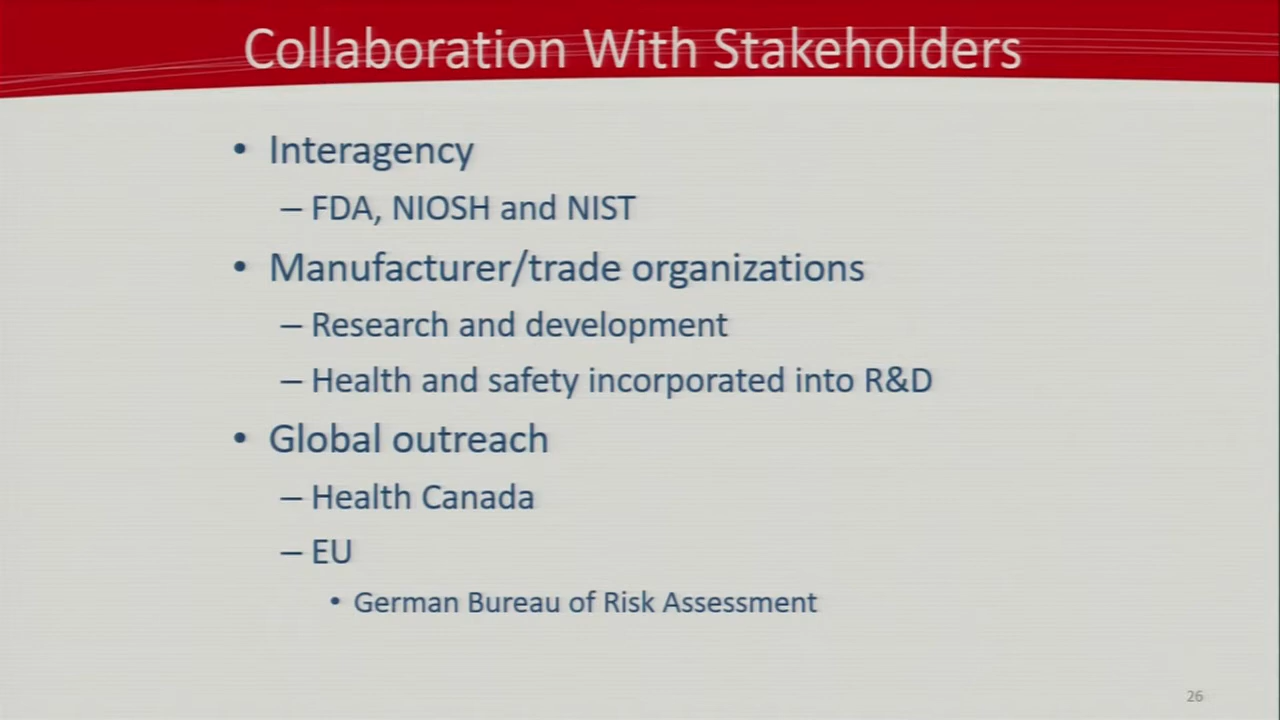 Collaboration With Stakeholders
• Interagency
– FDA, NIOSH and NIST
• Manufacturer/trade organizations
– Research and development
– Health and safety incorporated into R&D
• Global outreach
– Health Canada
– EU
• German Bureau of Risk Assessment
26